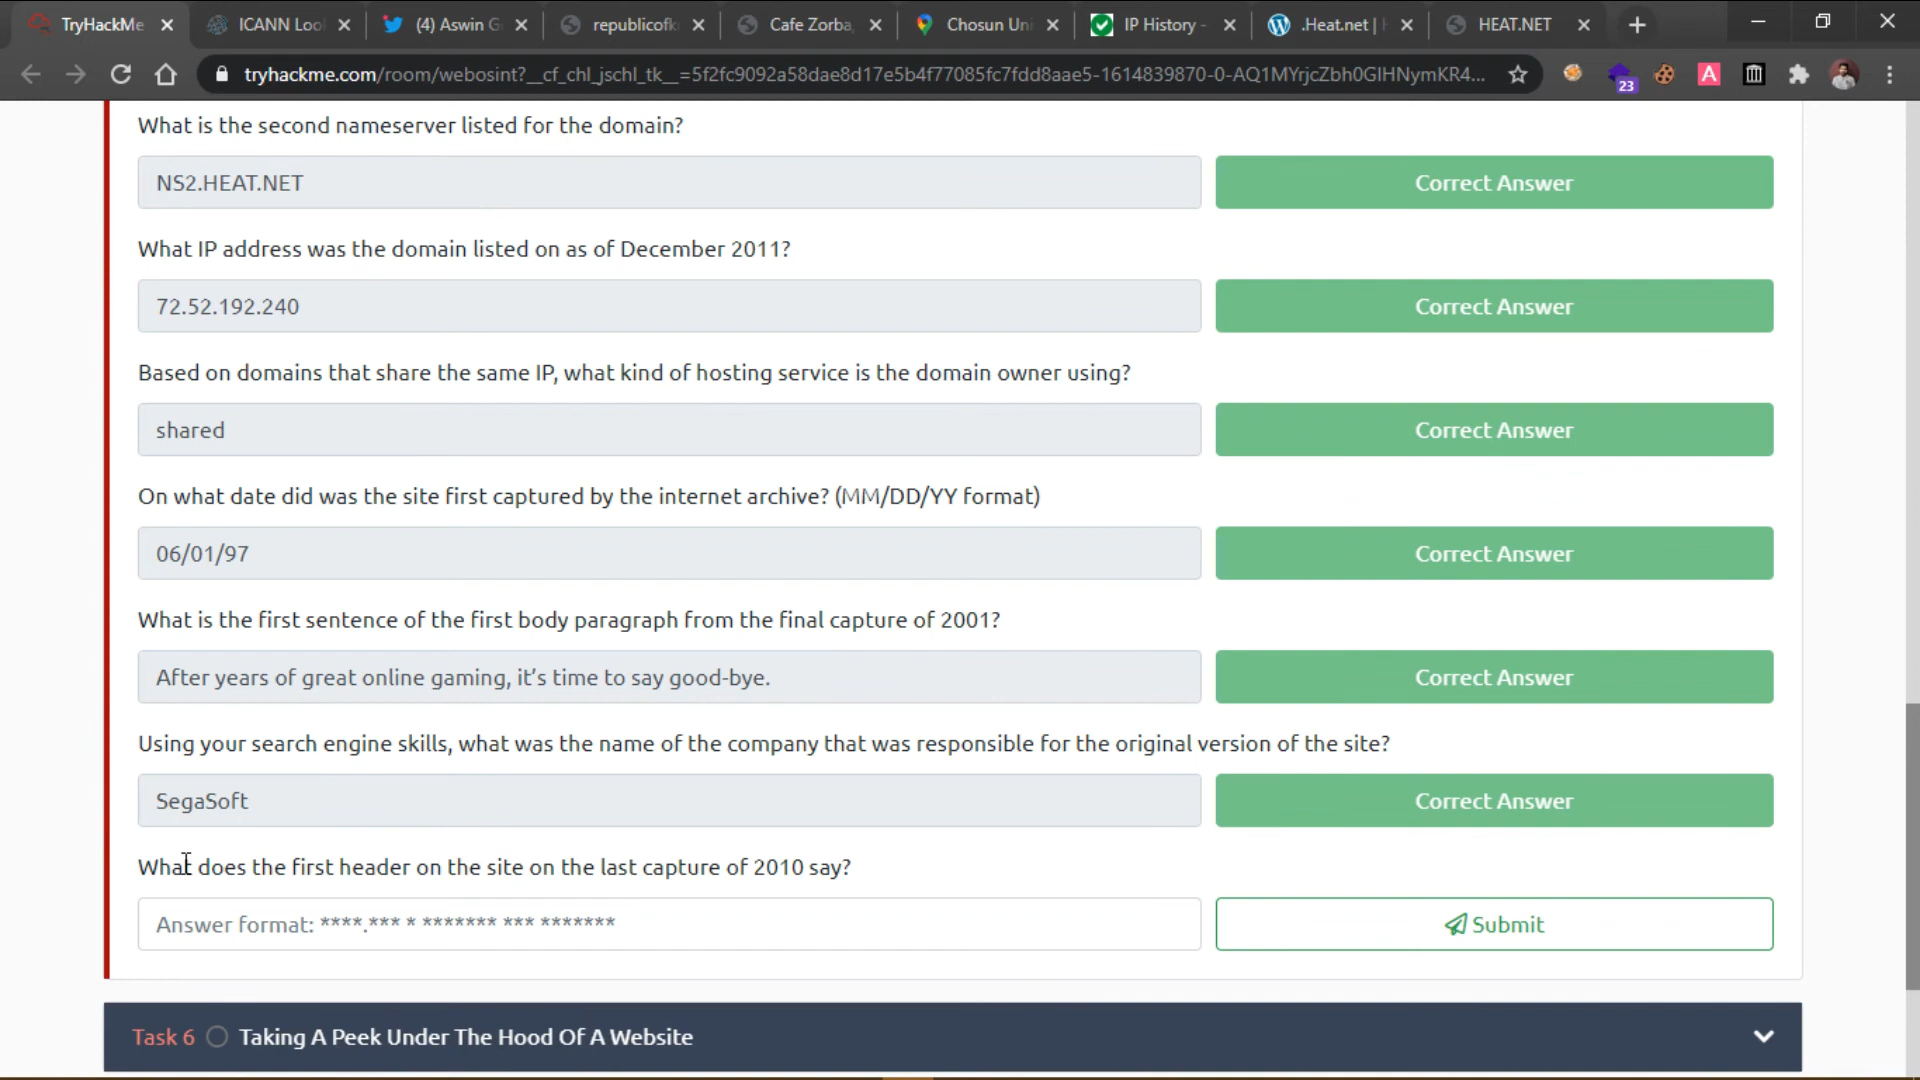 TryHackMe
ICANN Loo
(4) Aswin G
republicofk
Cafe Zorba,
Chosun Uni
IP History -
.Heat.net |
HEAT.NET
tryhackme.com/room/webosint?__cf_chl_jschl_tk__=5f2fc9092a58dae8d17e5b4f77085fc7fdd8aae5-1614839870-0-AQ1MYrjcZbh0GIHNymKR4...
23
A
What is the second nameserver listed for the domain?
NS2.HEAT.NET
Correct Answer
What IP address was the domain listed on as of December 2011?
72.52.192.240
Correct Answer
Based on domains that share the same IP, what kind of hosting service is the domain owner using?
shared
Correct Answer
On what date did was the site first captured by the internet archive? (MM/DD/YY format)
06/01/97
Correct Answer
What is the first sentence of the first body paragraph from the final capture of 2001?
After years of great online gaming, it’s time to say good-bye.
Correct Answer
Using your search engine skills, what was the name of the company that was responsible for the original version of the site?
SegaSoft
Correct Answer
What does the first header on the site on the last capture of 2010 say?
Answer format: ****.*** * ******* *** *******
Submit
Task 6 Taking A Peek Under The Hood Of A Website